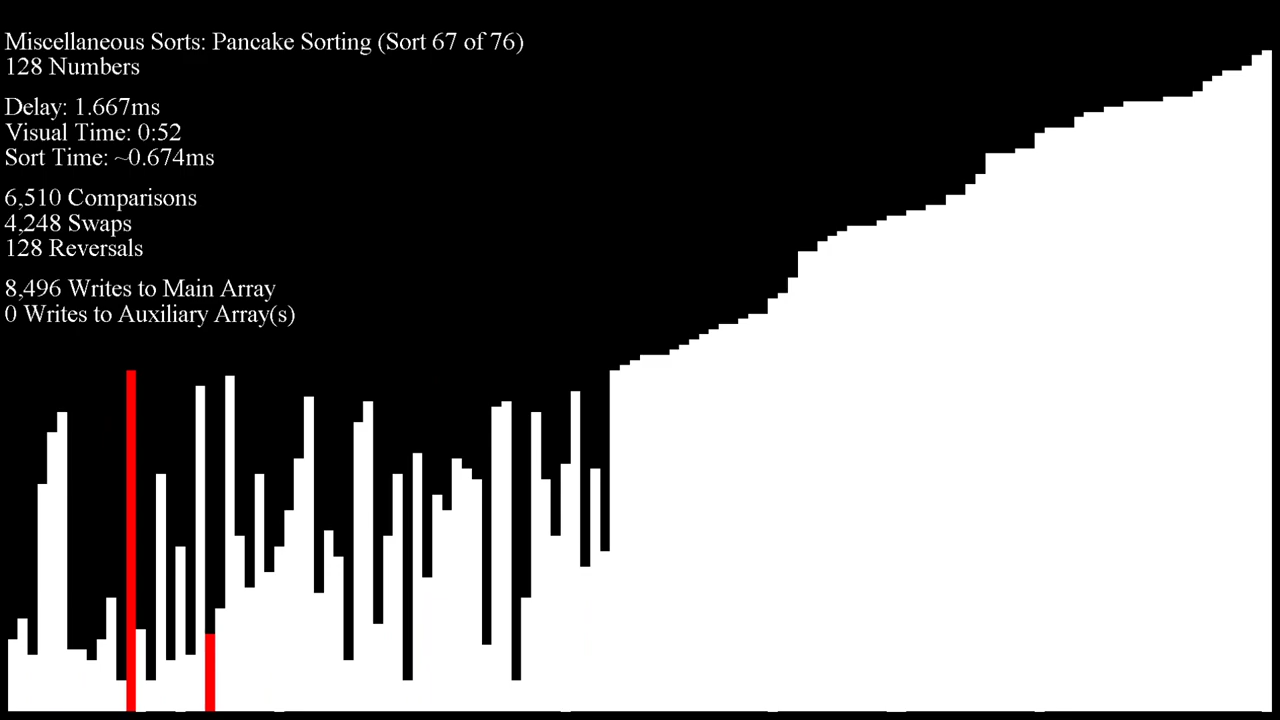 Miscellaneous Sorts: Pancake Sorting (Sort 67 of 76)
128 Numbers
Delay: 1.667ms
Visual Time: 0:52
Sort Time: ~0.674ms
6,510 Comparisons
4,248 Swaps
128 Reversals
8,496 Writes to Main Array
0 Writes to Auxiliary Array(s)